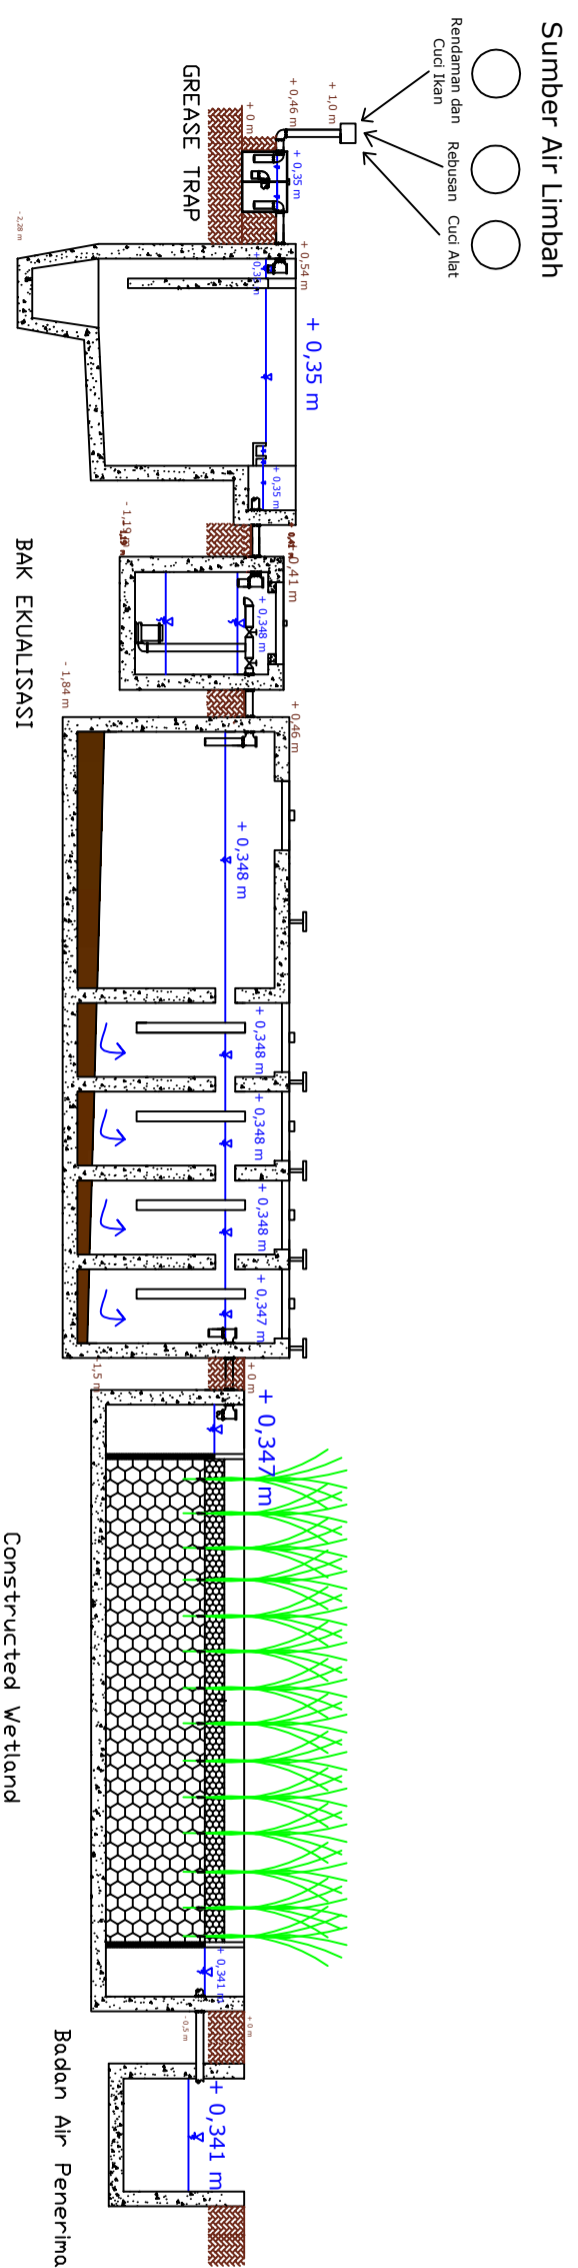 Sumber Air Limbah
Rendaman dan
Cuci Ikan
Rebusan
Cuci Alat
+ 1,0 m
+ 0,46 m
+ 0 m
+ 0,35 m
GREASE TRAP
+ 0,54 m
- 2,28 m
+ 0,35 m
+ 0,35 m
- 1,19 m
+ 0,41 m
+ 0,348 m
BAK EKUALISASI
- 1,84 m
+ 0,46 m
+ 0,348 m
+ 0,348 m
+ 0,348 m
+ 0,348 m
+ 0,347 m
+ 0 m
+ 0,347 m
Constructed Wetland
+ 0,341 m
- 0,5 m
+ 0 m
+ 0,341 m
Badan Air Penerima